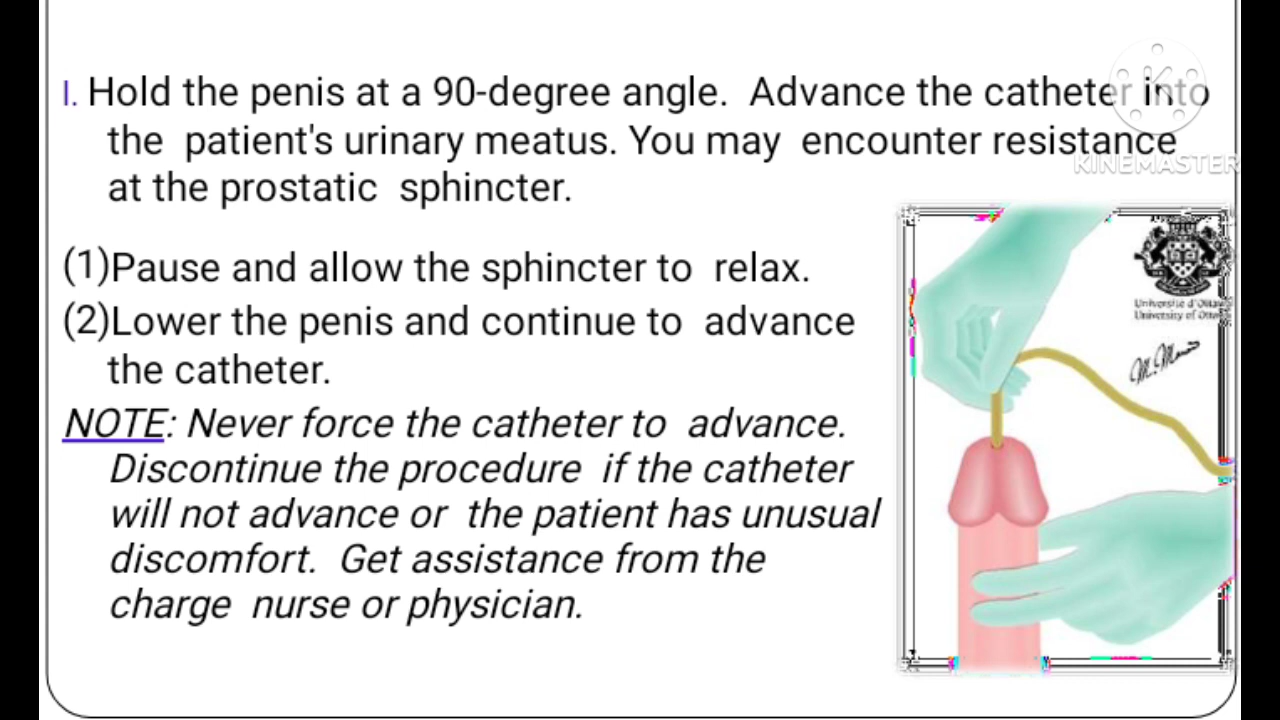 I. Hold the penis at a 90-degree angle. Advance the catheter into
the patient's urinary meatus. You may encounter resistance
at the prostatic sphincter.
KINEMASTER
(1)Pause and allow the sphincter to relax.
(2)Lower the penis and continue to advance
the catheter.
NOTE: Never force the catheter to advance.
Discontinue the procedure if the catheter
will not advance or the patient has unusual
discomfort. Get assistance from the
charge nurse or physician.
Université d'Ottawa
University of Ottawa